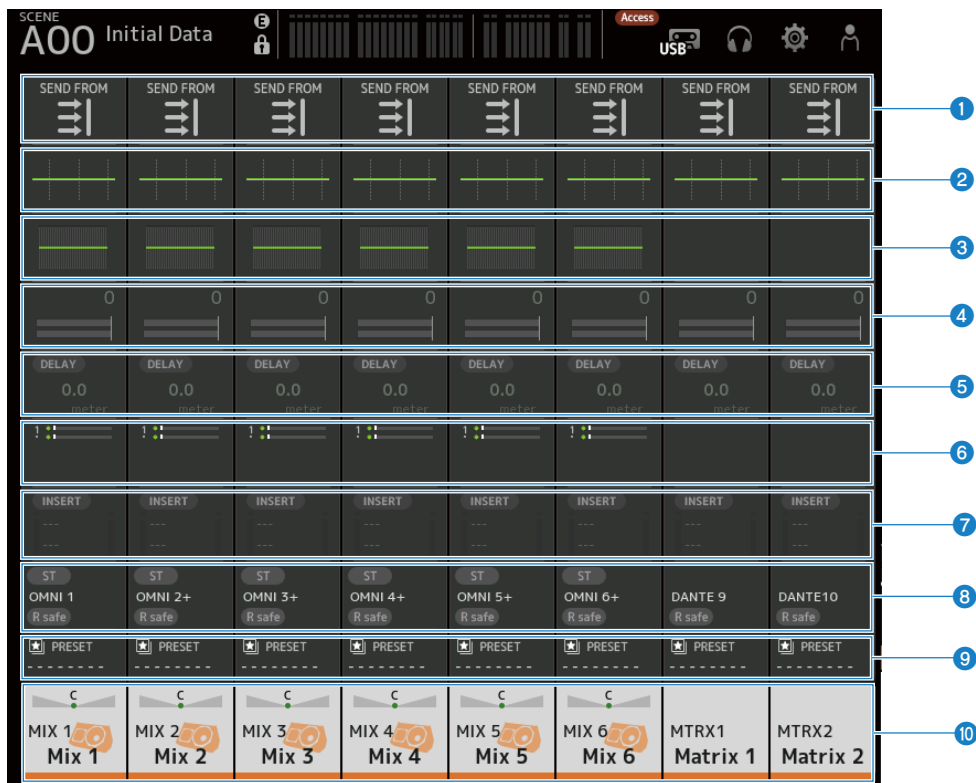 SCENE
A00 Initial Data
E
Access
USB
SEND FROM SEND FROM SEND FROM SEND FROM SEND FROM SEND FROM SEND FROM SEND FROM
1
2
3
0 0 0 0 0 0 0 0
4
DELAY DELAY DELAY DELAY DELAY DELAY DELAY DELAY
0.0 0.0 0.0 0.0 0.0 0.0 0.0 0.0
meter meter meter meter meter meter meter meter
5
1 1 1 1 1 1
6
INSERT INSERT INSERT INSERT INSERT INSERT INSERT INSERT
--- --- --- --- --- --- --- ---
--- --- --- --- --- --- --- ---
7
ST ST ST ST ST ST
OMNI 1 OMNI 2+ OMNI 3+ OMNI 4+ OMNI 5+ OMNI 6+ DANTE 9 DANTE10
R safe R safe R safe R safe R safe R safe R safe R safe
8
PRESET PRESET PRESET PRESET PRESET PRESET PRESET PRESET
-------- -------- -------- -------- -------- -------- -------- --------
9
C C C C C C
MIX 1 MIX 2 MIX 3 MIX 4 MIX 5 MIX 6 MTRX1 MTRX2
Mix 1 Mix 2 Mix 3 Mix 4 Mix 5 Mix 6 Matrix 1 Matrix 2
10